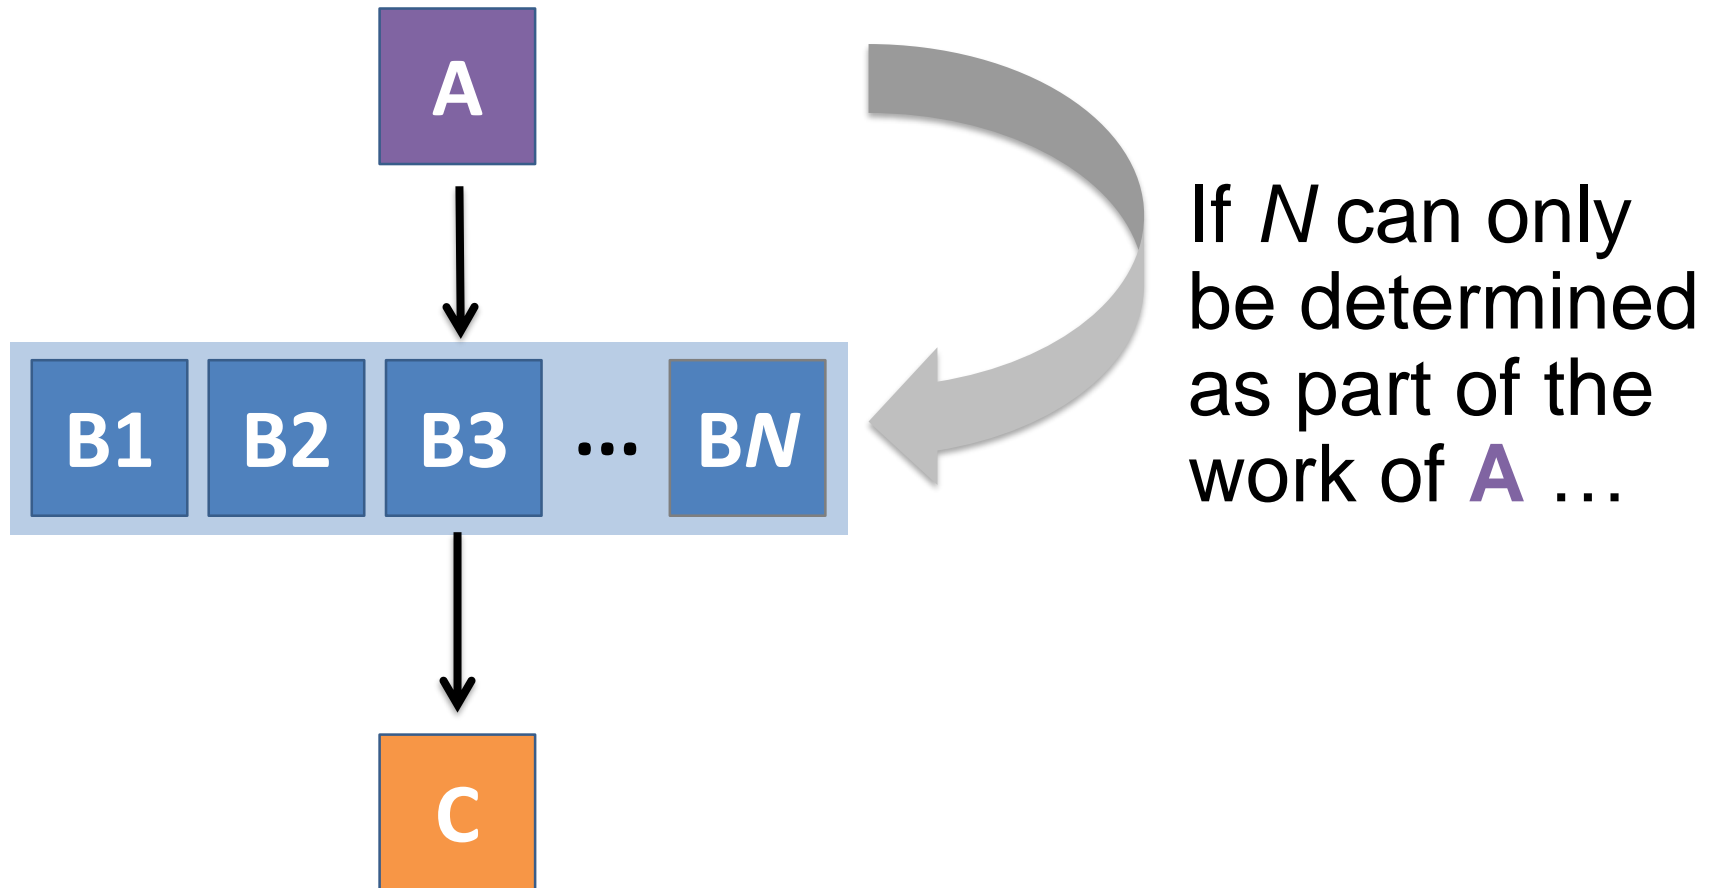 A
B1 B2 B3 ... BN
C
If N can only
be determined
as part of the
work of A …